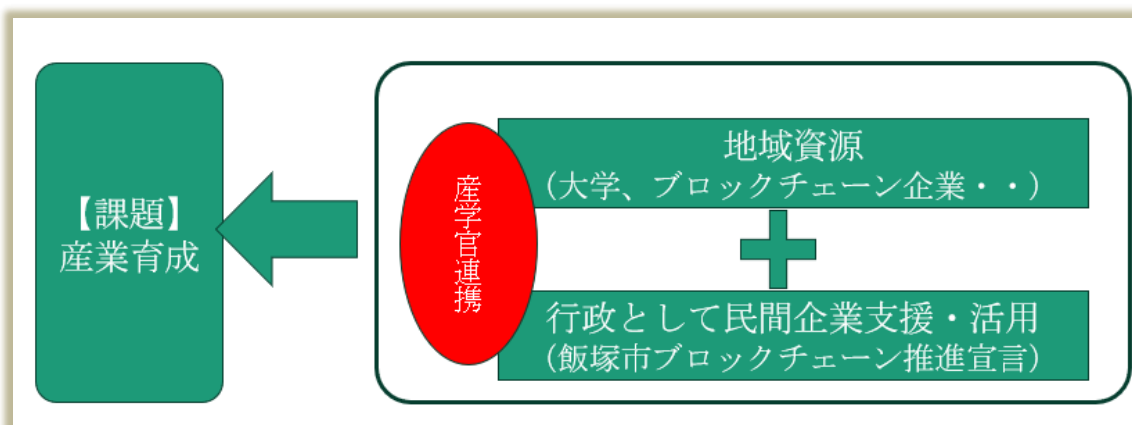 【課題】
産業育成
産学官連携
地域資源
（大学、ブロックチェーン企業・・）
行政として民間企業支援・活用
（飯塚市ブロックチェーン推進宣言）